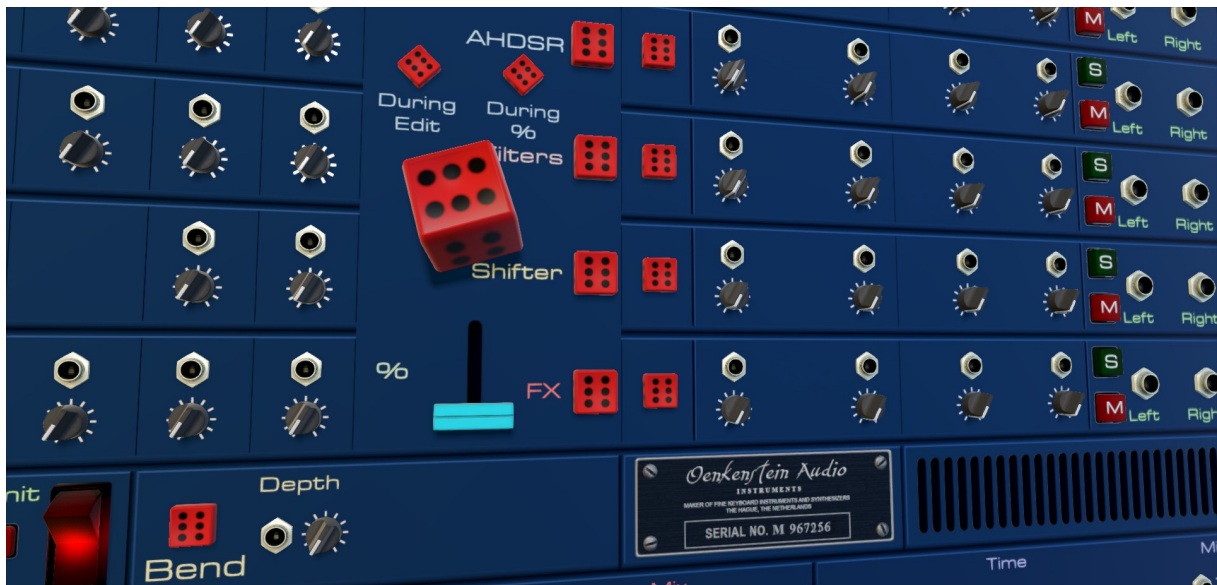 AHDSR
During
Edit
During
%
Shifter
%
FX
S
M
Left
Right
S
M
Left
Right
S
M
Left
Right
S
M
Left
Right
M
Left
Right
Depth
Bend
Oenkenstein Audio
INSTRUMENTS
MAKER OF FINE KEYBOARD INSTRUMENTS AND SYNTHESIZERS
THE HAGUE, THE NETHERLANDS
SERIAL NO. M 967256
Time